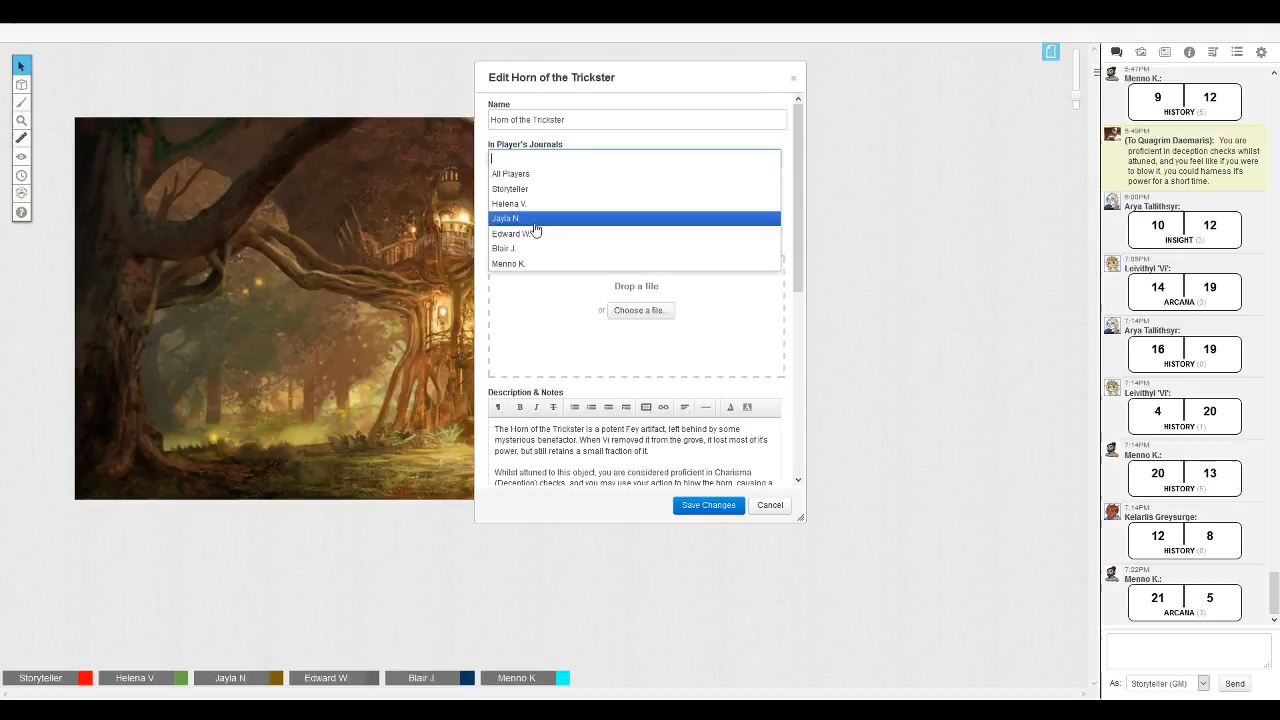 Edit Horn of the Trickster
×
Name
Horn of the Trickster
In Player's Journals
All Players
Storyteller
Helena V.
Jayla N.
Edward W.
Blair J.
Menno K.
Drop a file
or Choose a file...
Description & Notes
The Horn of the Trickster is a potent Fey artifact, left behind by some
mysterious benefactor. When Vi removed it from the grove, it lost most of it's
power, but still retains a small fraction of it.
Whilst attuned to this object, you are considered proficient in Charisma
(Deception) checks, and you may use your action to blow the horn, causing a
Save Changes
Cancel
5:47PM
Menno K.:
9 12
HISTORY (5)
5:49PM
(To Quagrim Daemaris): You are
proficient in deception checks whilst
attuned, and you feel like if you were
to blow it, you could harness it's
power for a short time.
6:00PM
Arya Tallithsyr:
10 12
INSIGHT (3)
7:05PM
Leivithyl 'Vi':
14 19
ARCANA (3)
7:14PM
Arya Tallithsyr:
16 19
HISTORY (0)
7:14PM
Leivithyl 'Vi':
4 20
HISTORY (1)
7:14PM
Menno K.:
20 13
HISTORY (5)
7:14PM
Kelarlis Greysurge:
12 8
HISTORY (0)
7:22PM
Menno K.:
21 5
ARCANA (3)
As: Storyteller (GM)
Send
Storyteller
Helena V
Jayla N.
Edward W.
Blair J.
Menno K